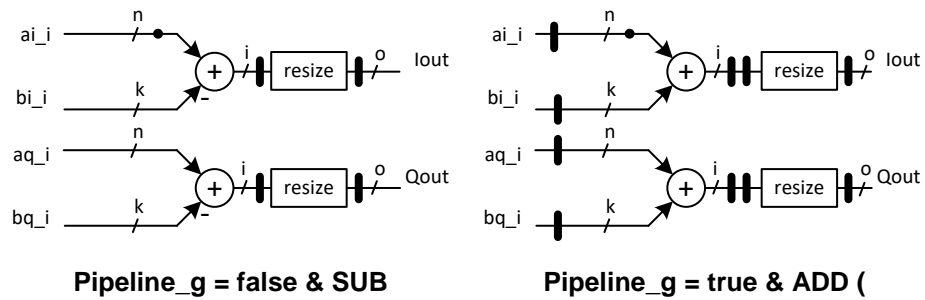 n n
ai_i i o Iout ai_i i o Iout
+ resize + resize
bi_i k - bi_i k
n n
aq_i i o Qout aq_i i o Qout
+ resize + resize
bq_i k - bq_i k
Pipeline_g = false & SUB Pipeline_g = true & ADD (